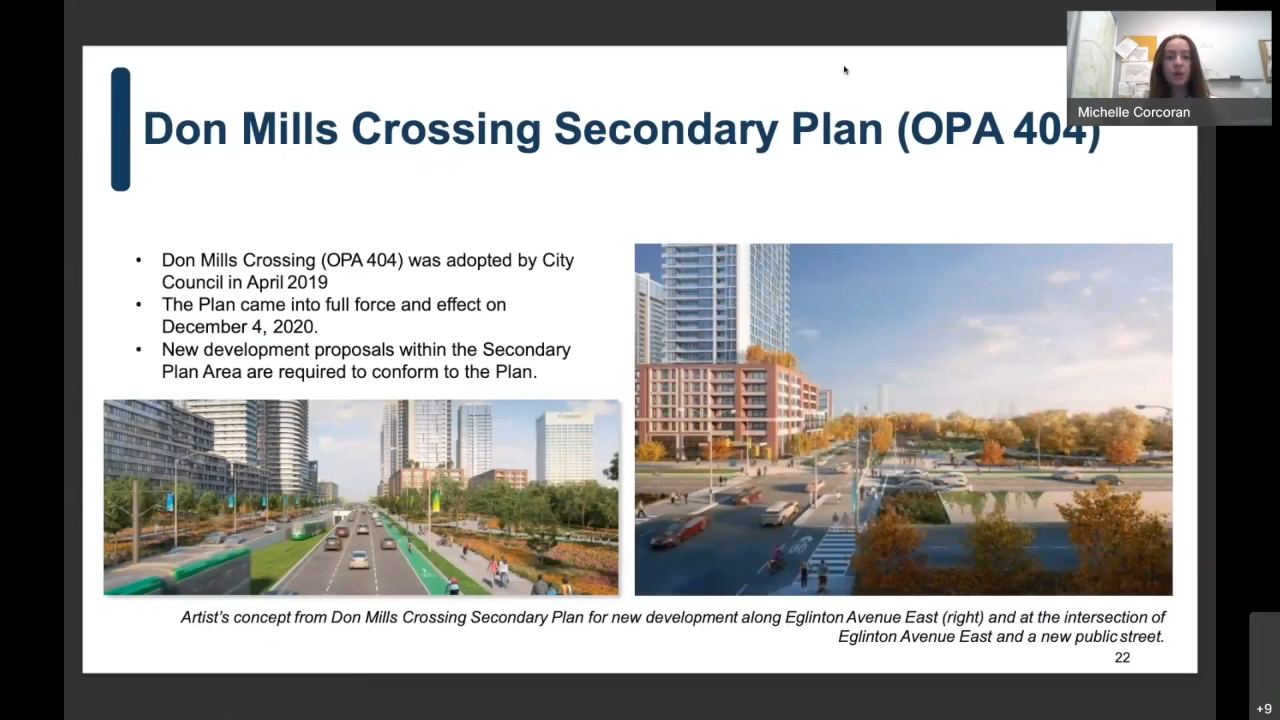 Michelle Corcoran
Don Mills Crossing Secondary Plan (OPA 404)
• Don Mills Crossing (OPA 404) was adopted by City
Council in April 2019
• The Plan came into full force and effect on
December 4, 2020.
• New development proposals within the Secondary
Plan Area are required to conform to the Plan.
Artist's concept from Don Mills Crossing Secondary Plan for new development along Eglinton Avenue East (right) and at the intersection of
Eglinton Avenue East and a new public street.
22
+9